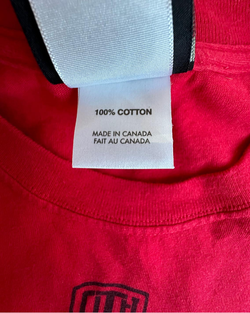 100% COTTON
MADE IN CANADA
FAIT AU CANADA